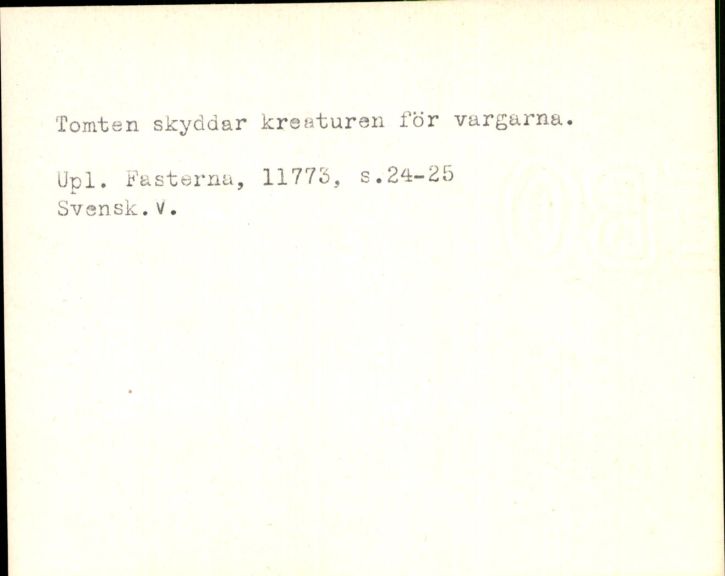 Tomten skyddar kreaturen för vargarna.
Upl. Fasterna, 11773, s.24-25
Svensk.V.